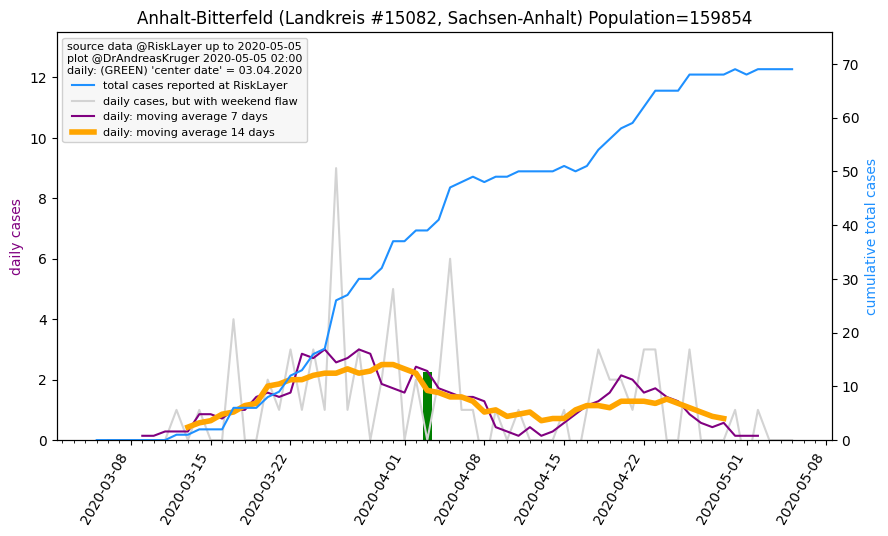 Anhalt-Bitterfeld (Landkreis #15082, Sachsen-Anhalt) Population=159854
source data @RiskLayer up to 2020-05-05
plot @DrAndreasKruger 2020-05-05 02:00
daily: (GREEN) 'center date' = 03.04.2020
total cases reported at RiskLayer
daily cases, but with weekend flaw
daily: moving average 7 days
daily: moving average 14 days
daily cases
12
10
8
6
4
2
0
cumulative total cases
70
60
50
40
30
20
10
0
2020-03-08
2020-03-15
2020-03-22
2020-04-01
2020-04-08
2020-04-15
2020-04-22
2020-05-01
2020-05-08